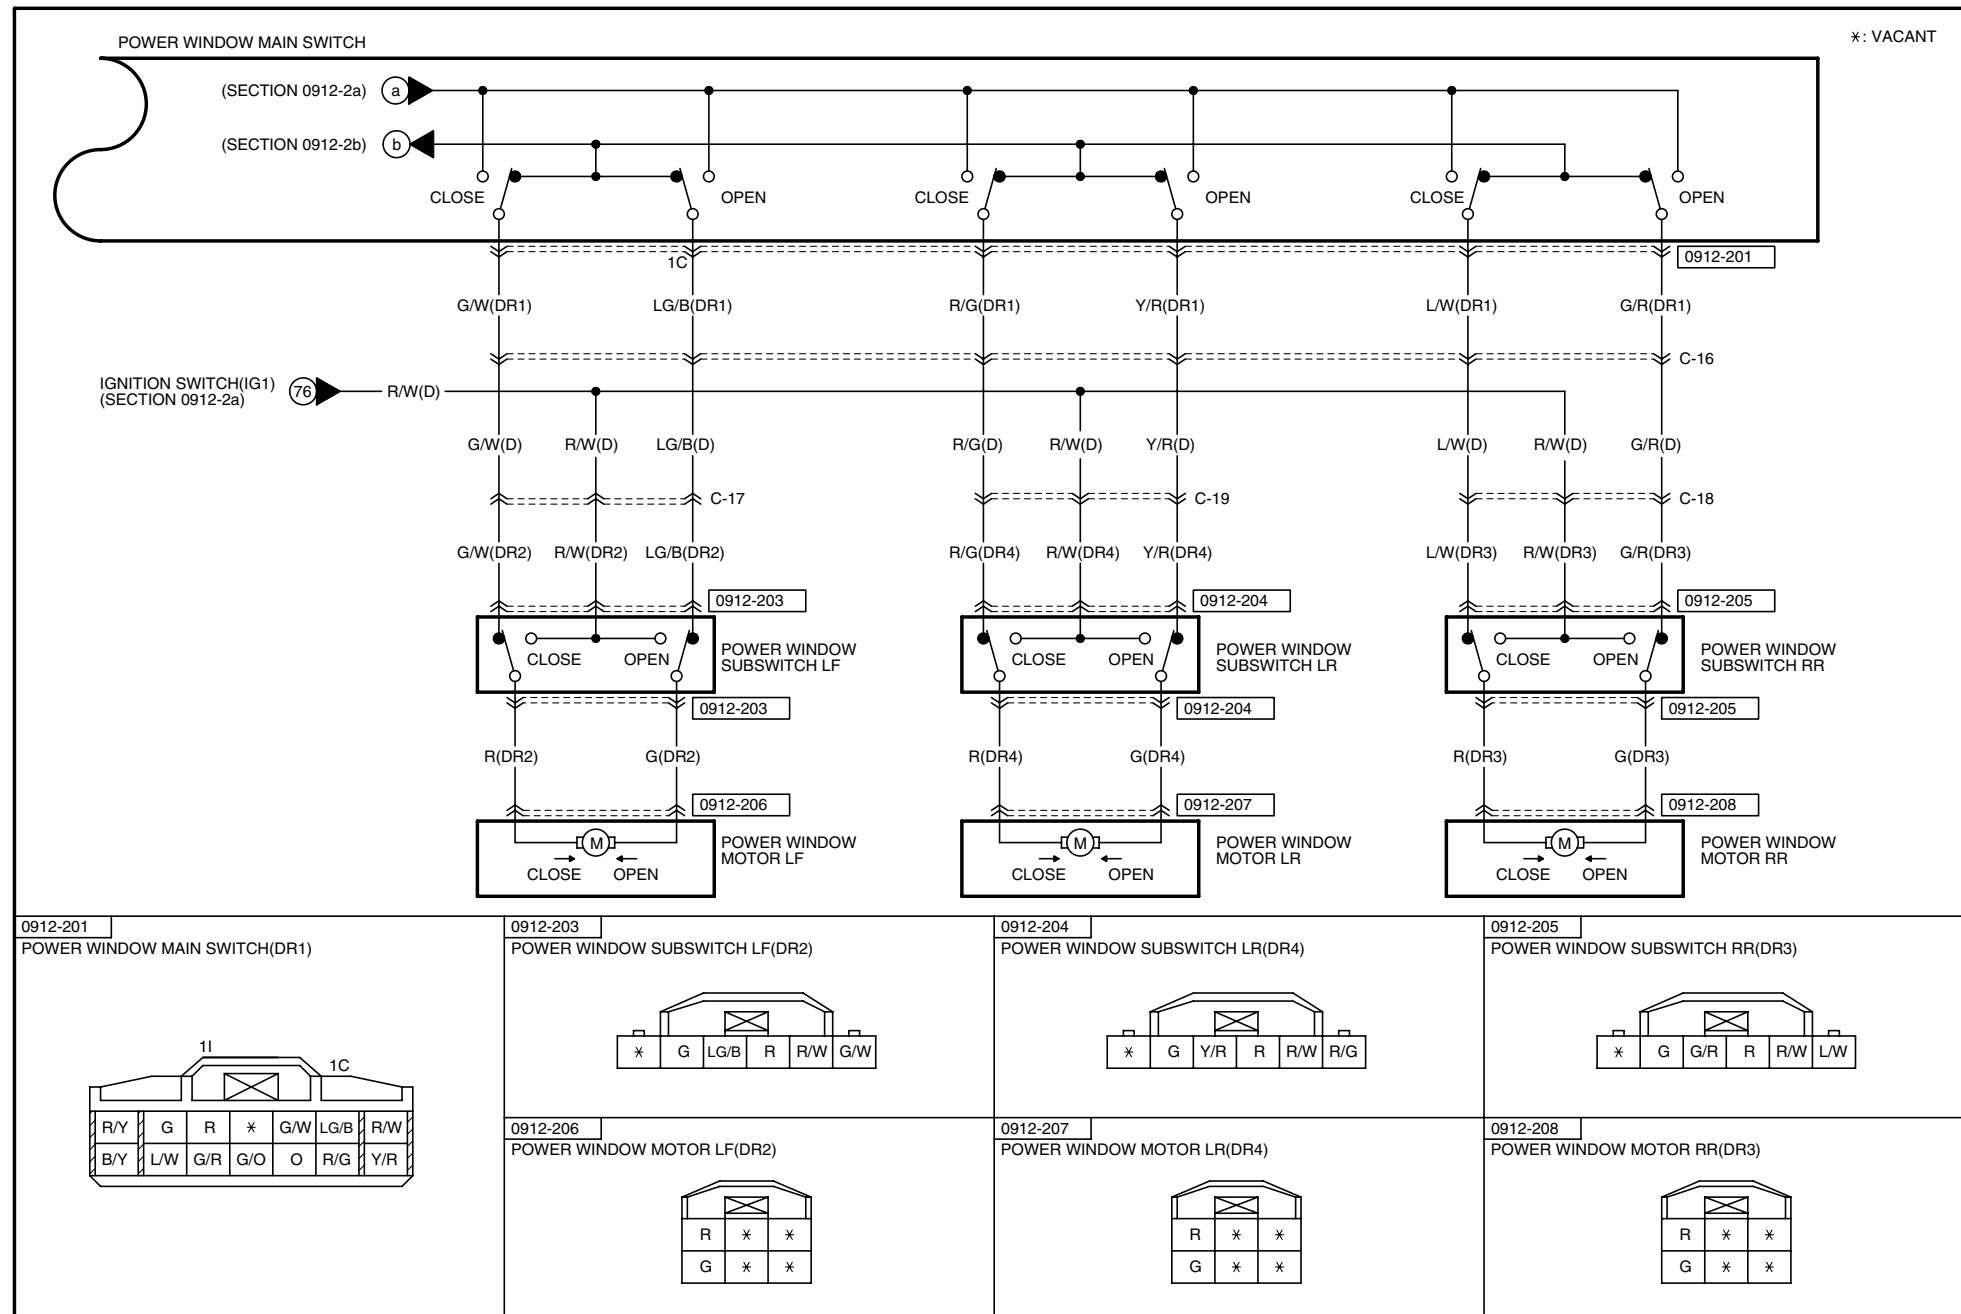 POWER WINDOW MAIN SWITCH
*: VACANT
(SECTION 0912-2a) a
(SECTION 0912-2b) b
CLOSE OPEN CLOSE OPEN CLOSE OPEN
1C 0912-201
G/W(DR1) LG/B(DR1) R/G(DR1) Y/R(DR1) L/W(DR1) G/R(DR1)
C-16
IGNITION SWITCH(IG1) 76 R/W(D)
(SECTION 0912-2a)
G/W(D) R/W(D) LG/B(D) R/G(D) R/W(D) Y/R(D) L/W(D) R/W(D) G/R(D)
C-17 C-19 C-18
G/W(DR2) R/W(DR2) LG/B(DR2) R/G(DR4) R/W(DR4) Y/R(DR4) L/W(DR3) R/W(DR3) G/R(DR3)
0912-203 0912-204 0912-205
CLOSE OPEN
POWER WINDOW
SUBSWITCH LF
CLOSE OPEN
POWER WINDOW
SUBSWITCH LR
CLOSE OPEN
POWER WINDOW
SUBSWITCH RR
0912-203 0912-204 0912-205
R(DR2) G(DR2) R(DR4) G(DR4) R(DR3) G(DR3)
0912-206 0912-207 0912-208
M
CLOSE OPEN
POWER WINDOW
MOTOR LF
M
CLOSE OPEN
POWER WINDOW
MOTOR LR
M
CLOSE OPEN
POWER WINDOW
MOTOR RR
0912-201
POWER WINDOW MAIN SWITCH(DR1)
1I
1C
R/Y G R * G/W LG/B R/W
B/Y L/W G/R G/O O R/G Y/R
0912-203
POWER WINDOW SUBSWITCH LF(DR2)
* G LG/B R R/W G/W
0912-204
POWER WINDOW SUBSWITCH LR(DR4)
* G Y/R R R/W R/G
0912-205
POWER WINDOW SUBSWITCH RR(DR3)
* G G/R R R/W L/W
0912-206
POWER WINDOW MOTOR LF(DR2)
R * *
G * *
0912-207
POWER WINDOW MOTOR LR(DR4)
R * *
G * *
0912-208
POWER WINDOW MOTOR RR(DR3)
R * *
G * *